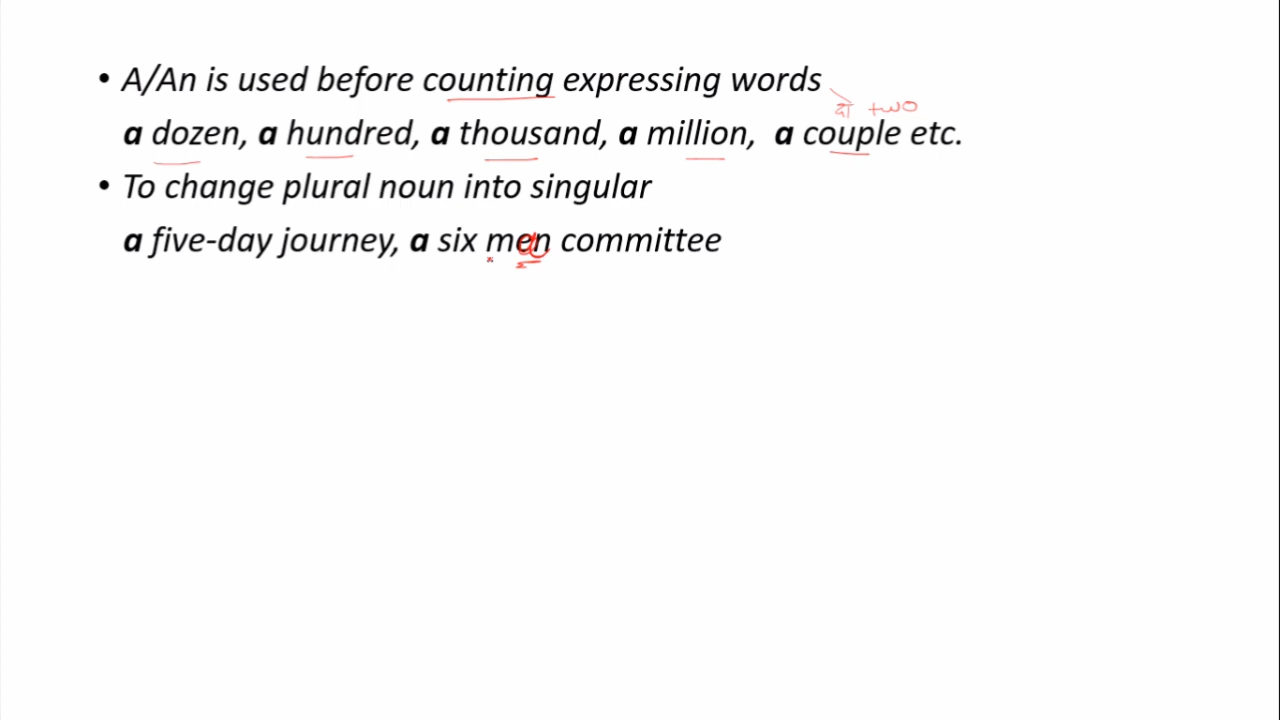 • A/An is used before counting expressing words
two
a dozen, a hundred, a thousand, a million, a couple etc.
• To change plural noun into singular
a five-day journey, a six men committee
a